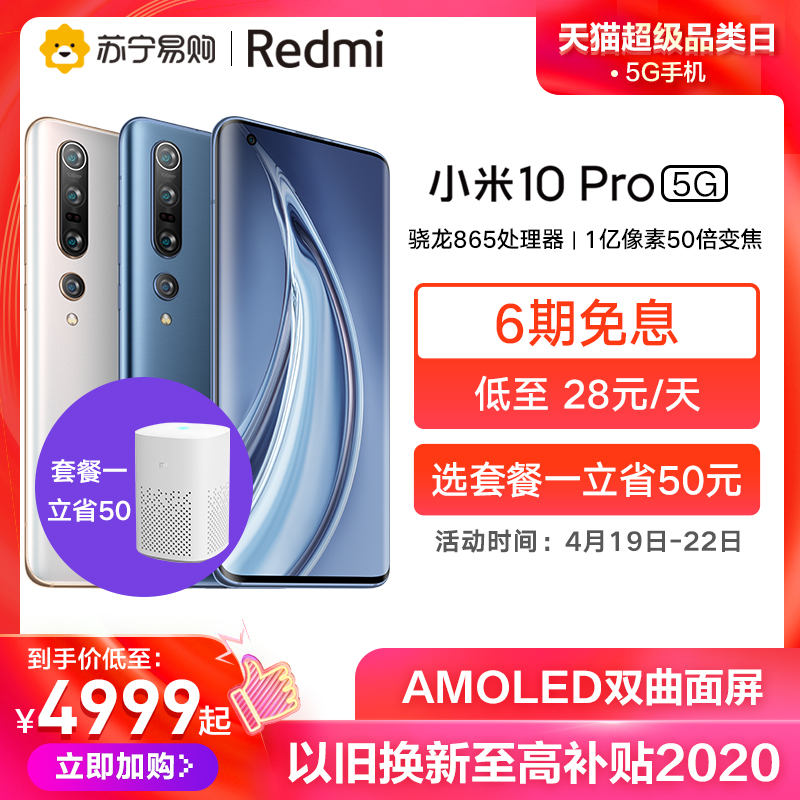 苏宁易购 | Redmi
天猫超级品类日
• 5G手机
小米10 Pro 5G
骁龙865处理器 | 1亿像素50倍变焦
6期免息
低至 28元/天
选套餐一立省50元
活动时间：4月19日-22日
套餐一
立省50
到手价低至：
¥4999起
立即加购>
AMOLED双曲面屏
以旧换新至高补贴2020